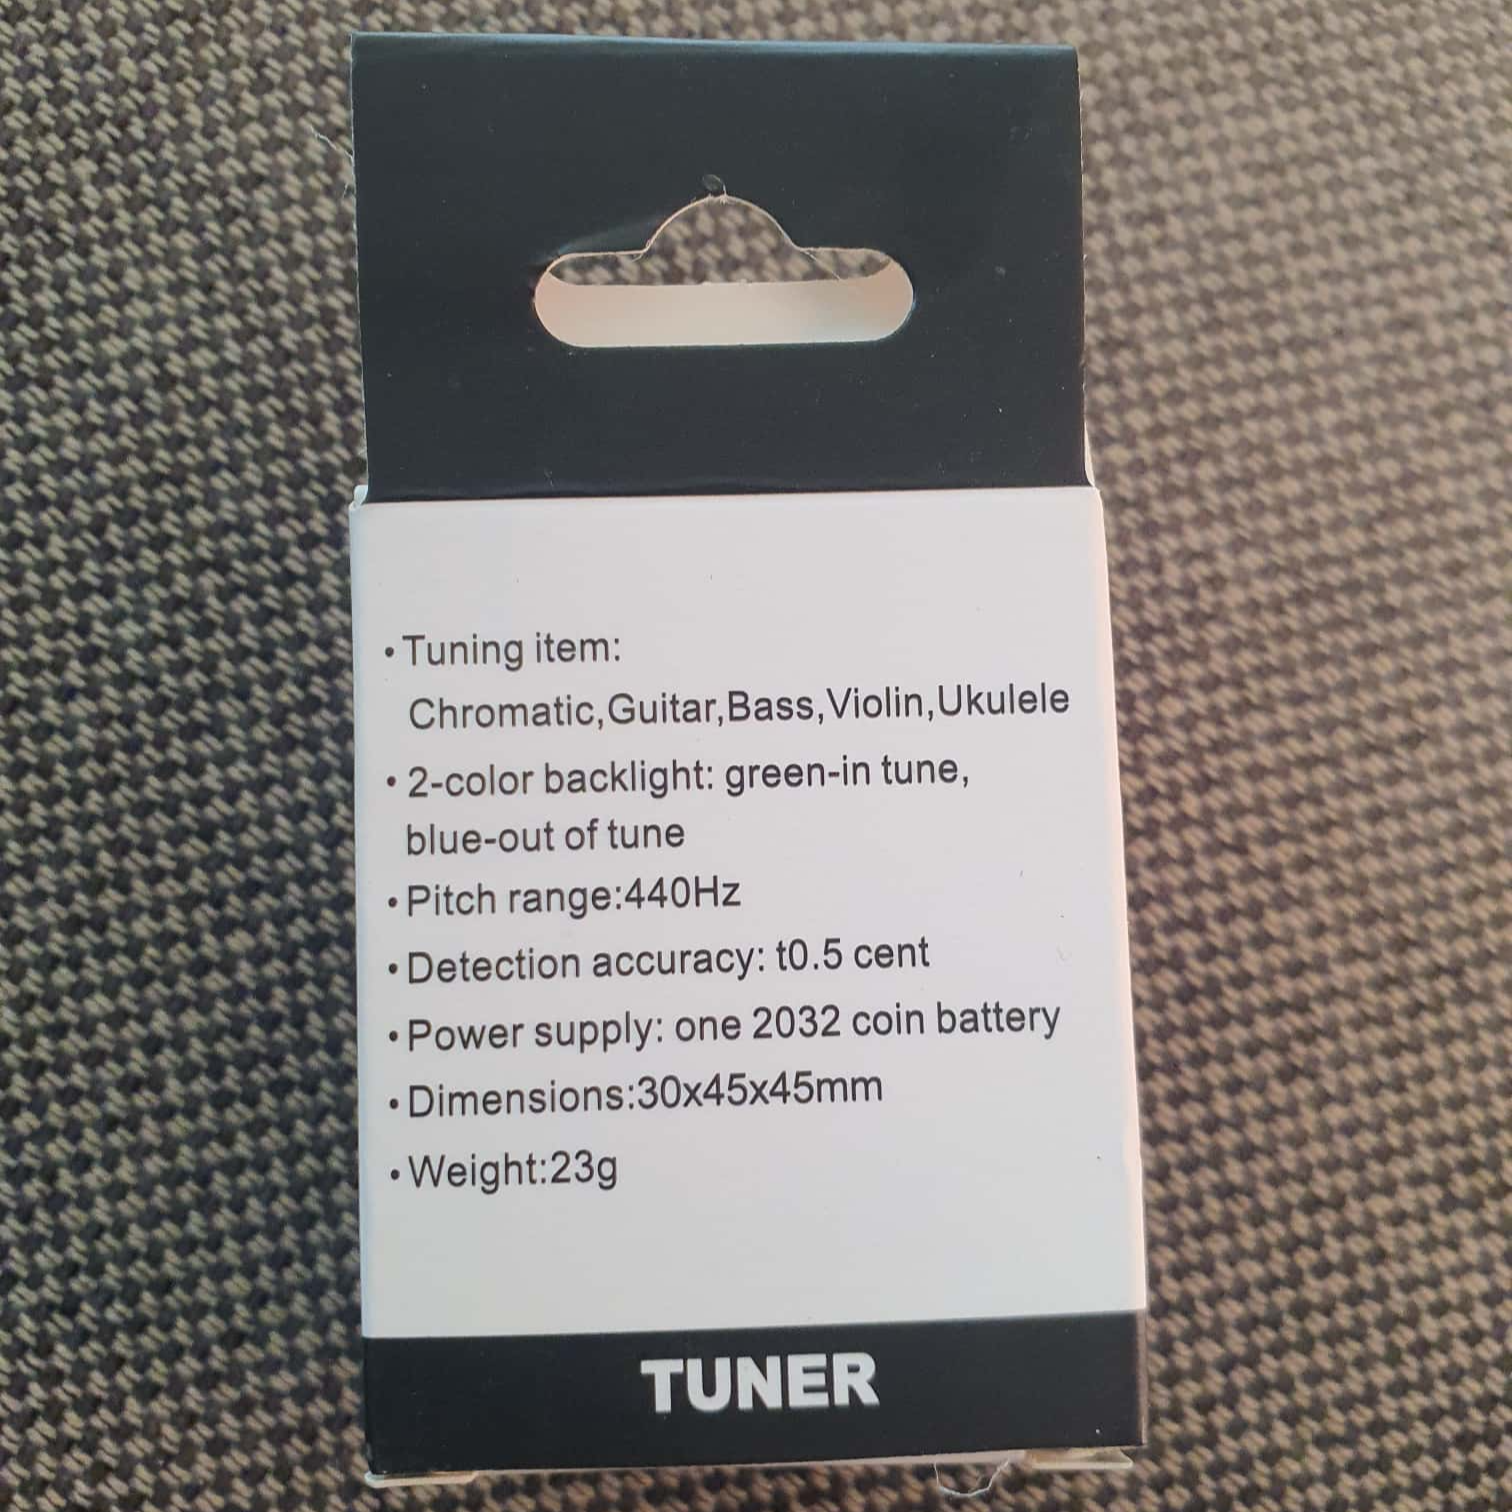 • Tuning item:
Chromatic,Guitar,Bass,Violin,Ukulele
• 2-color backlight: green-in tune,
blue-out of tune
• Pitch range:440Hz
• Detection accuracy: t0.5 cent
• Power supply: one 2032 coin battery
• Dimensions:30x45x45mm
• Weight:23g
TUNER